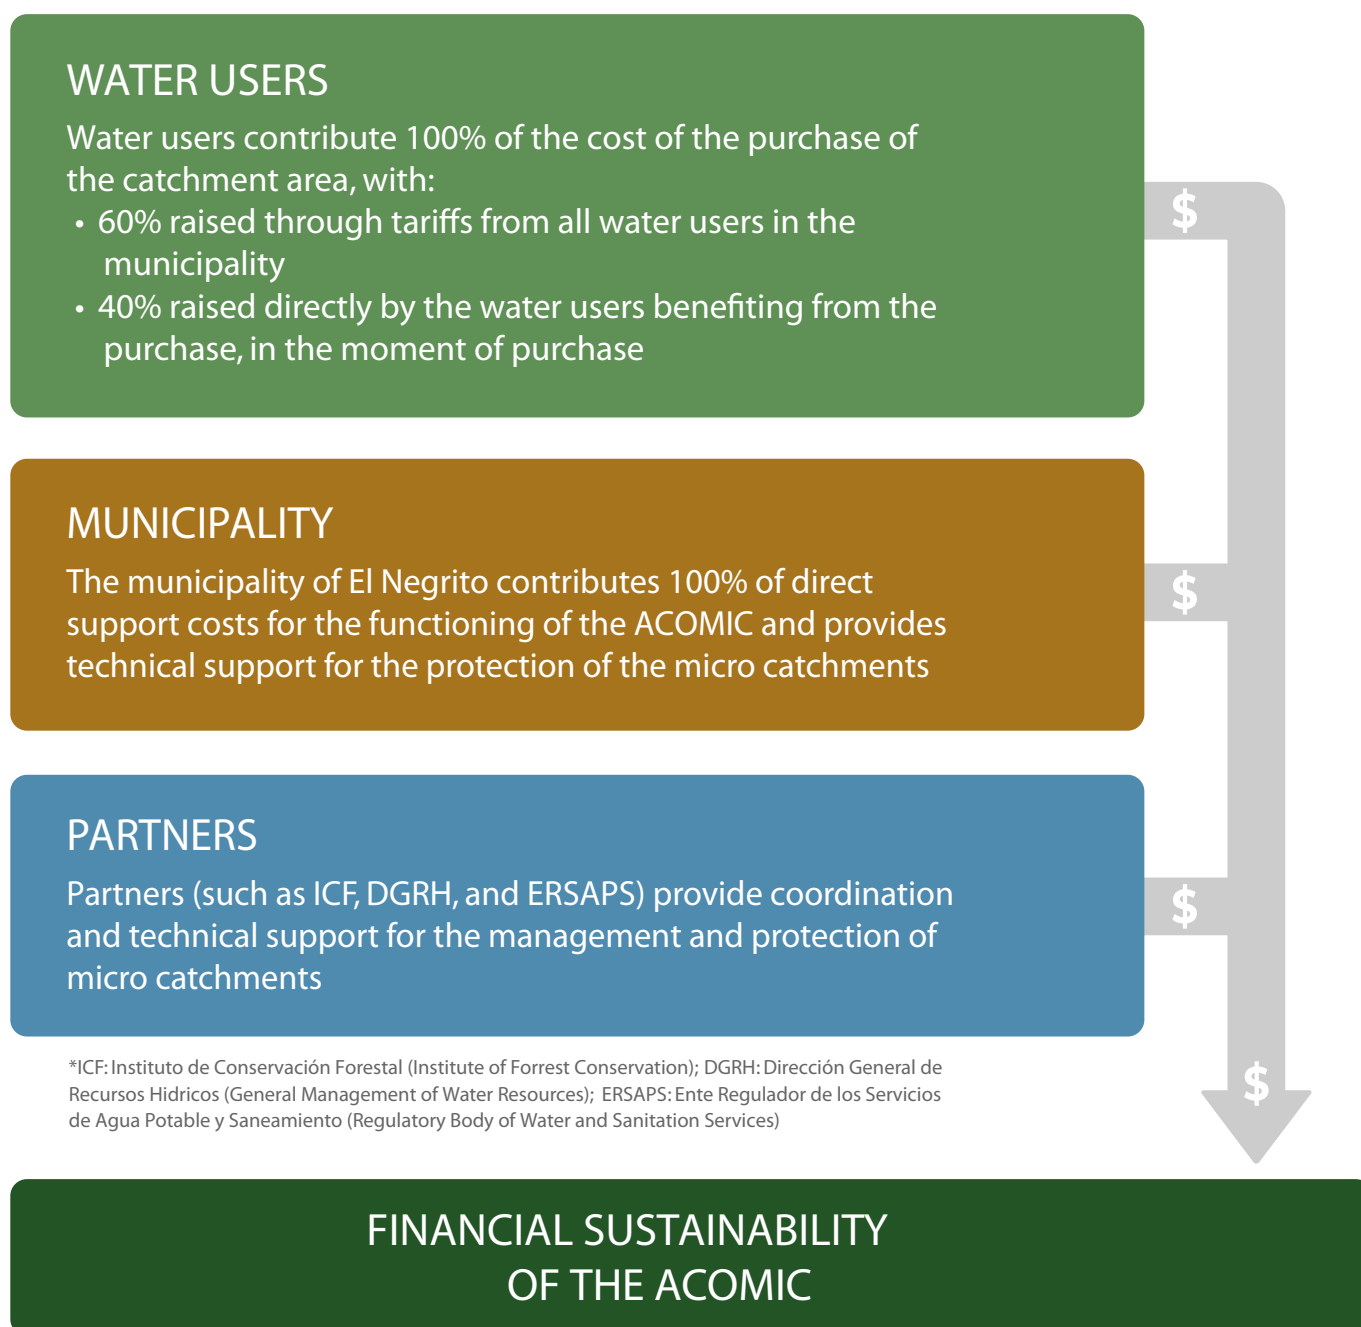 WATER USERS
Water users contribute 100% of the cost of the purchase of
the catchment area, with:
• 60% raised through tariffs from all water users in the
municipality
• 40% raised directly by the water users benefiting from the
purchase, in the moment of purchase
$
MUNICIPALITY
The municipality of El Negrito contributes 100% of direct
support costs for the functioning of the ACOMIC and provides
technical support for the protection of the micro catchments
$
PARTNERS
Partners (such as ICF, DGRH, and ERSAPS) provide coordination
and technical support for the management and protection of
micro catchments
$
*ICF: Instituto de Conservación Forestal (Institute of Forrest Conservation); DGRH: Dirección General de
Recursos Hidricos (General Management of Water Resources); ERSAPS: Ente Regulador de los Servicios
de Agua Potable y Saneamiento (Regulatory Body of Water and Sanitation Services)
$
FINANCIAL SUSTAINABILITY
OF THE ACOMIC